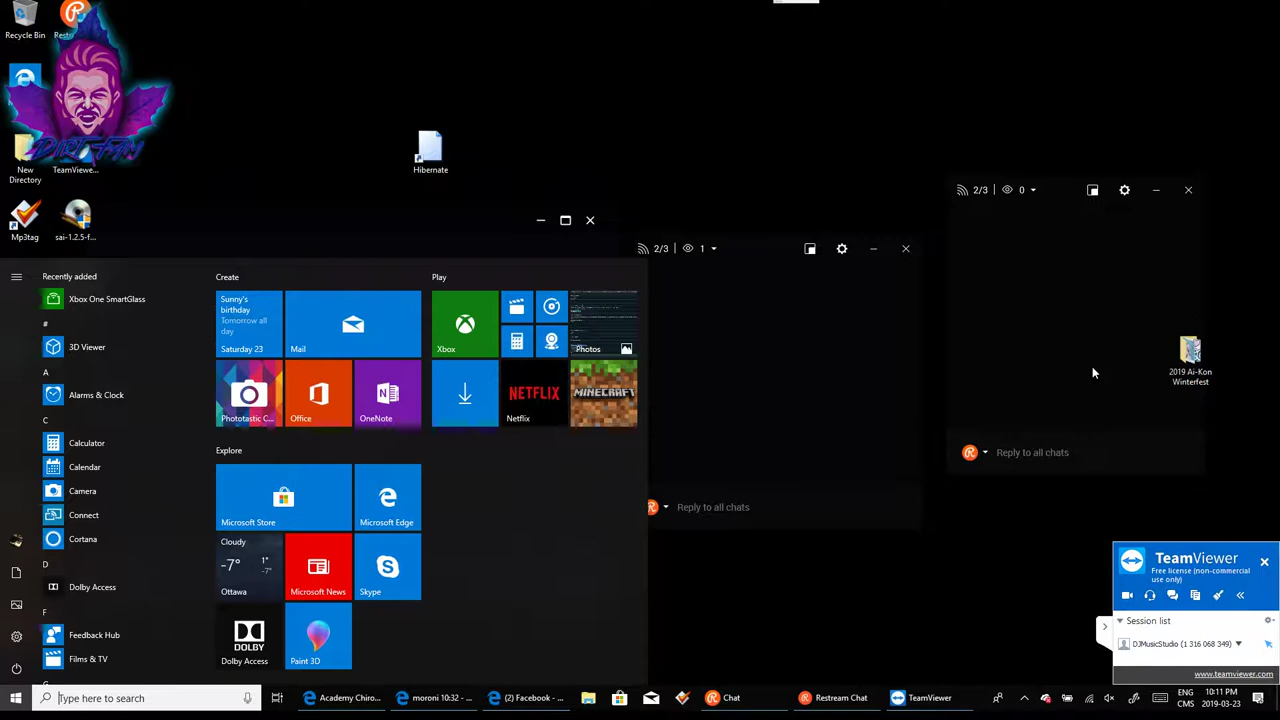 Recycle Bin
Restr
DIRT FAN
Hibernate
New
Directory
TeamViewe...
Mp3tag
sai-1.2.5-f...
2/3
0
2/3
1
2019 Ai-Kon
Winterfest
Reply to all chats
Reply to all chats
Recently added
Xbox One SmartGlass
#
3D Viewer
A
Alarms & Clock
C
Calculator
Calendar
Camera
Connect
Cortana
D
Dolby Access
F
Feedback Hub
Films & TV
Create
Sunny's
birthday
Tomorrow all
day
Saturday 23
Mail
Phototastic C...
Office
OneNote
Play
Xbox
Photos
NETFLIX
Netflix
MINECRAFT
Explore
Microsoft Store
Microsoft Edge
Cloudy
-7°
1°
-7°
Ottawa
Microsoft News
Skype
DOLBY
Dolby Access
Paint 3D
TeamViewer
Free license (non-commercial
use only)
Session list
DJMusicStudio (1 316 068 349)
www.teamviewer.com
Type here to search
Academy Chiro...
moroni 10:32 - ...
(2) Facebook - ...
Chat
Restream Chat
TeamViewer
ENG
CMS
10:11 PM
2019-03-23